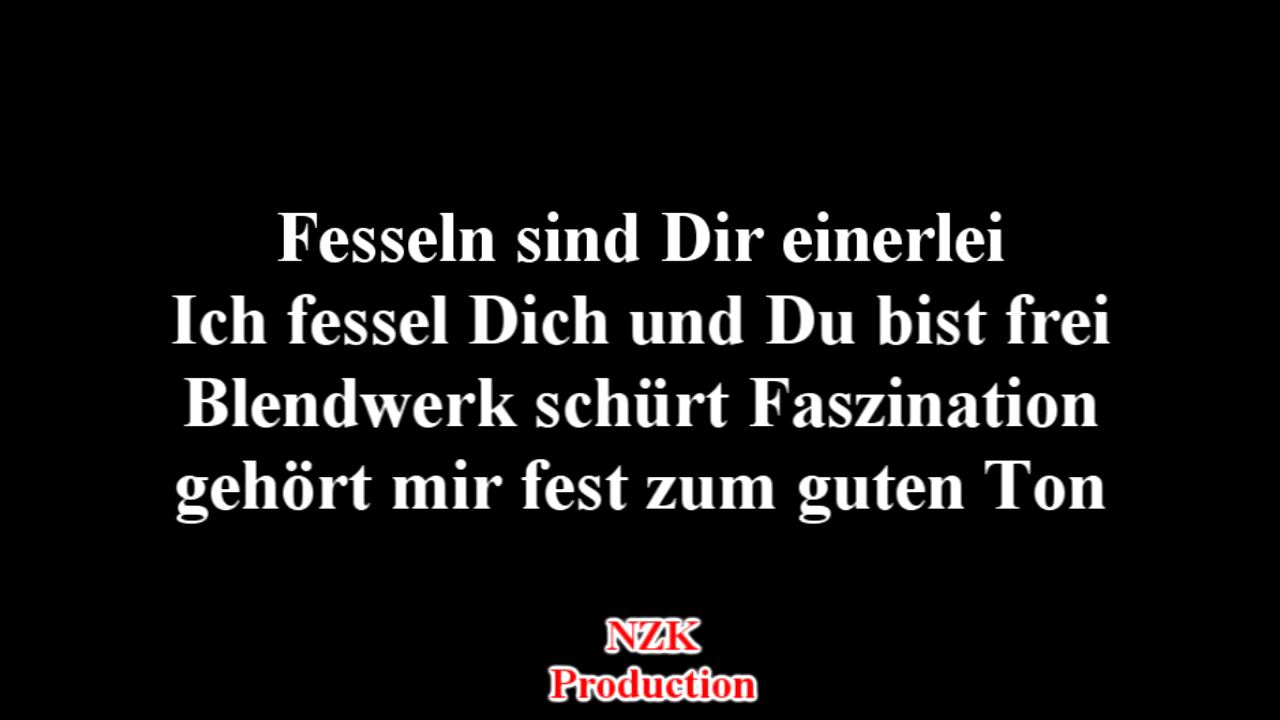 Fesseln sind Dir einerlei
Ich fessel Dich und Du bist frei
Blendwerk schürt Faszination
gehört mir fest zum guten Ton
NZK
Production